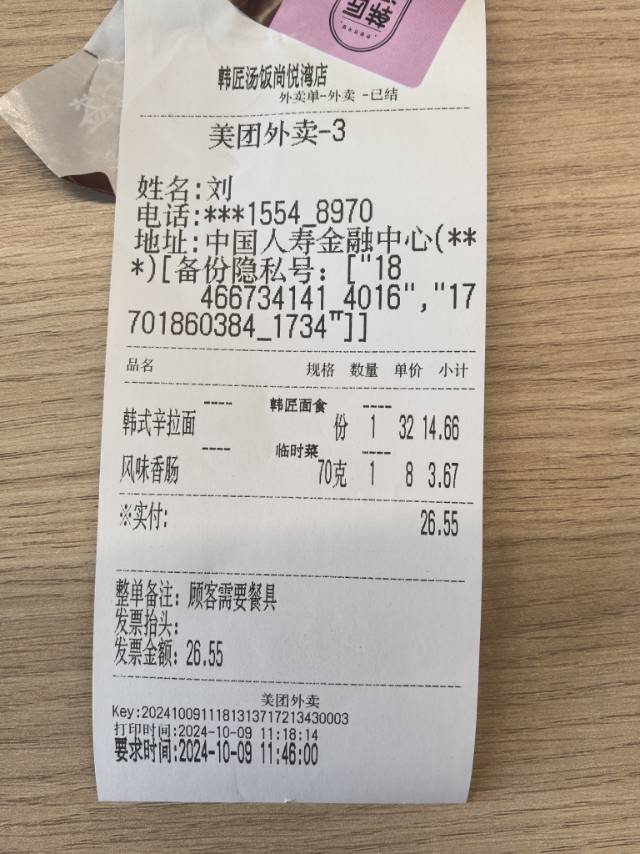 韩匠
韩匠汤饭尚悦湾店
外卖单-外卖 -已结
美团外卖-3
姓名:刘
电话:***1554_8970
地址:中国人寿金融中心(**
*)[备份隐私号: ["18
466734141_4016","17
701860384_1734"]]
品名 规格 数量 单价 小计
---- 韩匠面食 ----
韩式辛拉面 份 1 32 14.66
---- 临时菜 ----
风味香肠 70克 1 8 3.67
※实付: 26.55
整单备注: 顾客需要餐具
发票抬头:
发票金额: 26.55
美团外卖
Key:2024100911181313717213430003
打印时间:2024-10-09 11:18:14
要求时间:2024-10-09 11:46:00